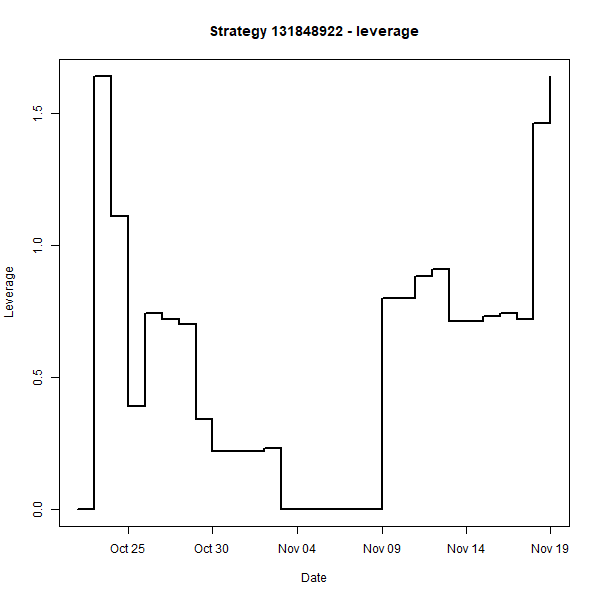 Strategy 131848922 - leverage
Leverage
1.5
1.0
0.5
0.0
Oct 25 Oct 30 Nov 04 Nov 09 Nov 14 Nov 19
Date